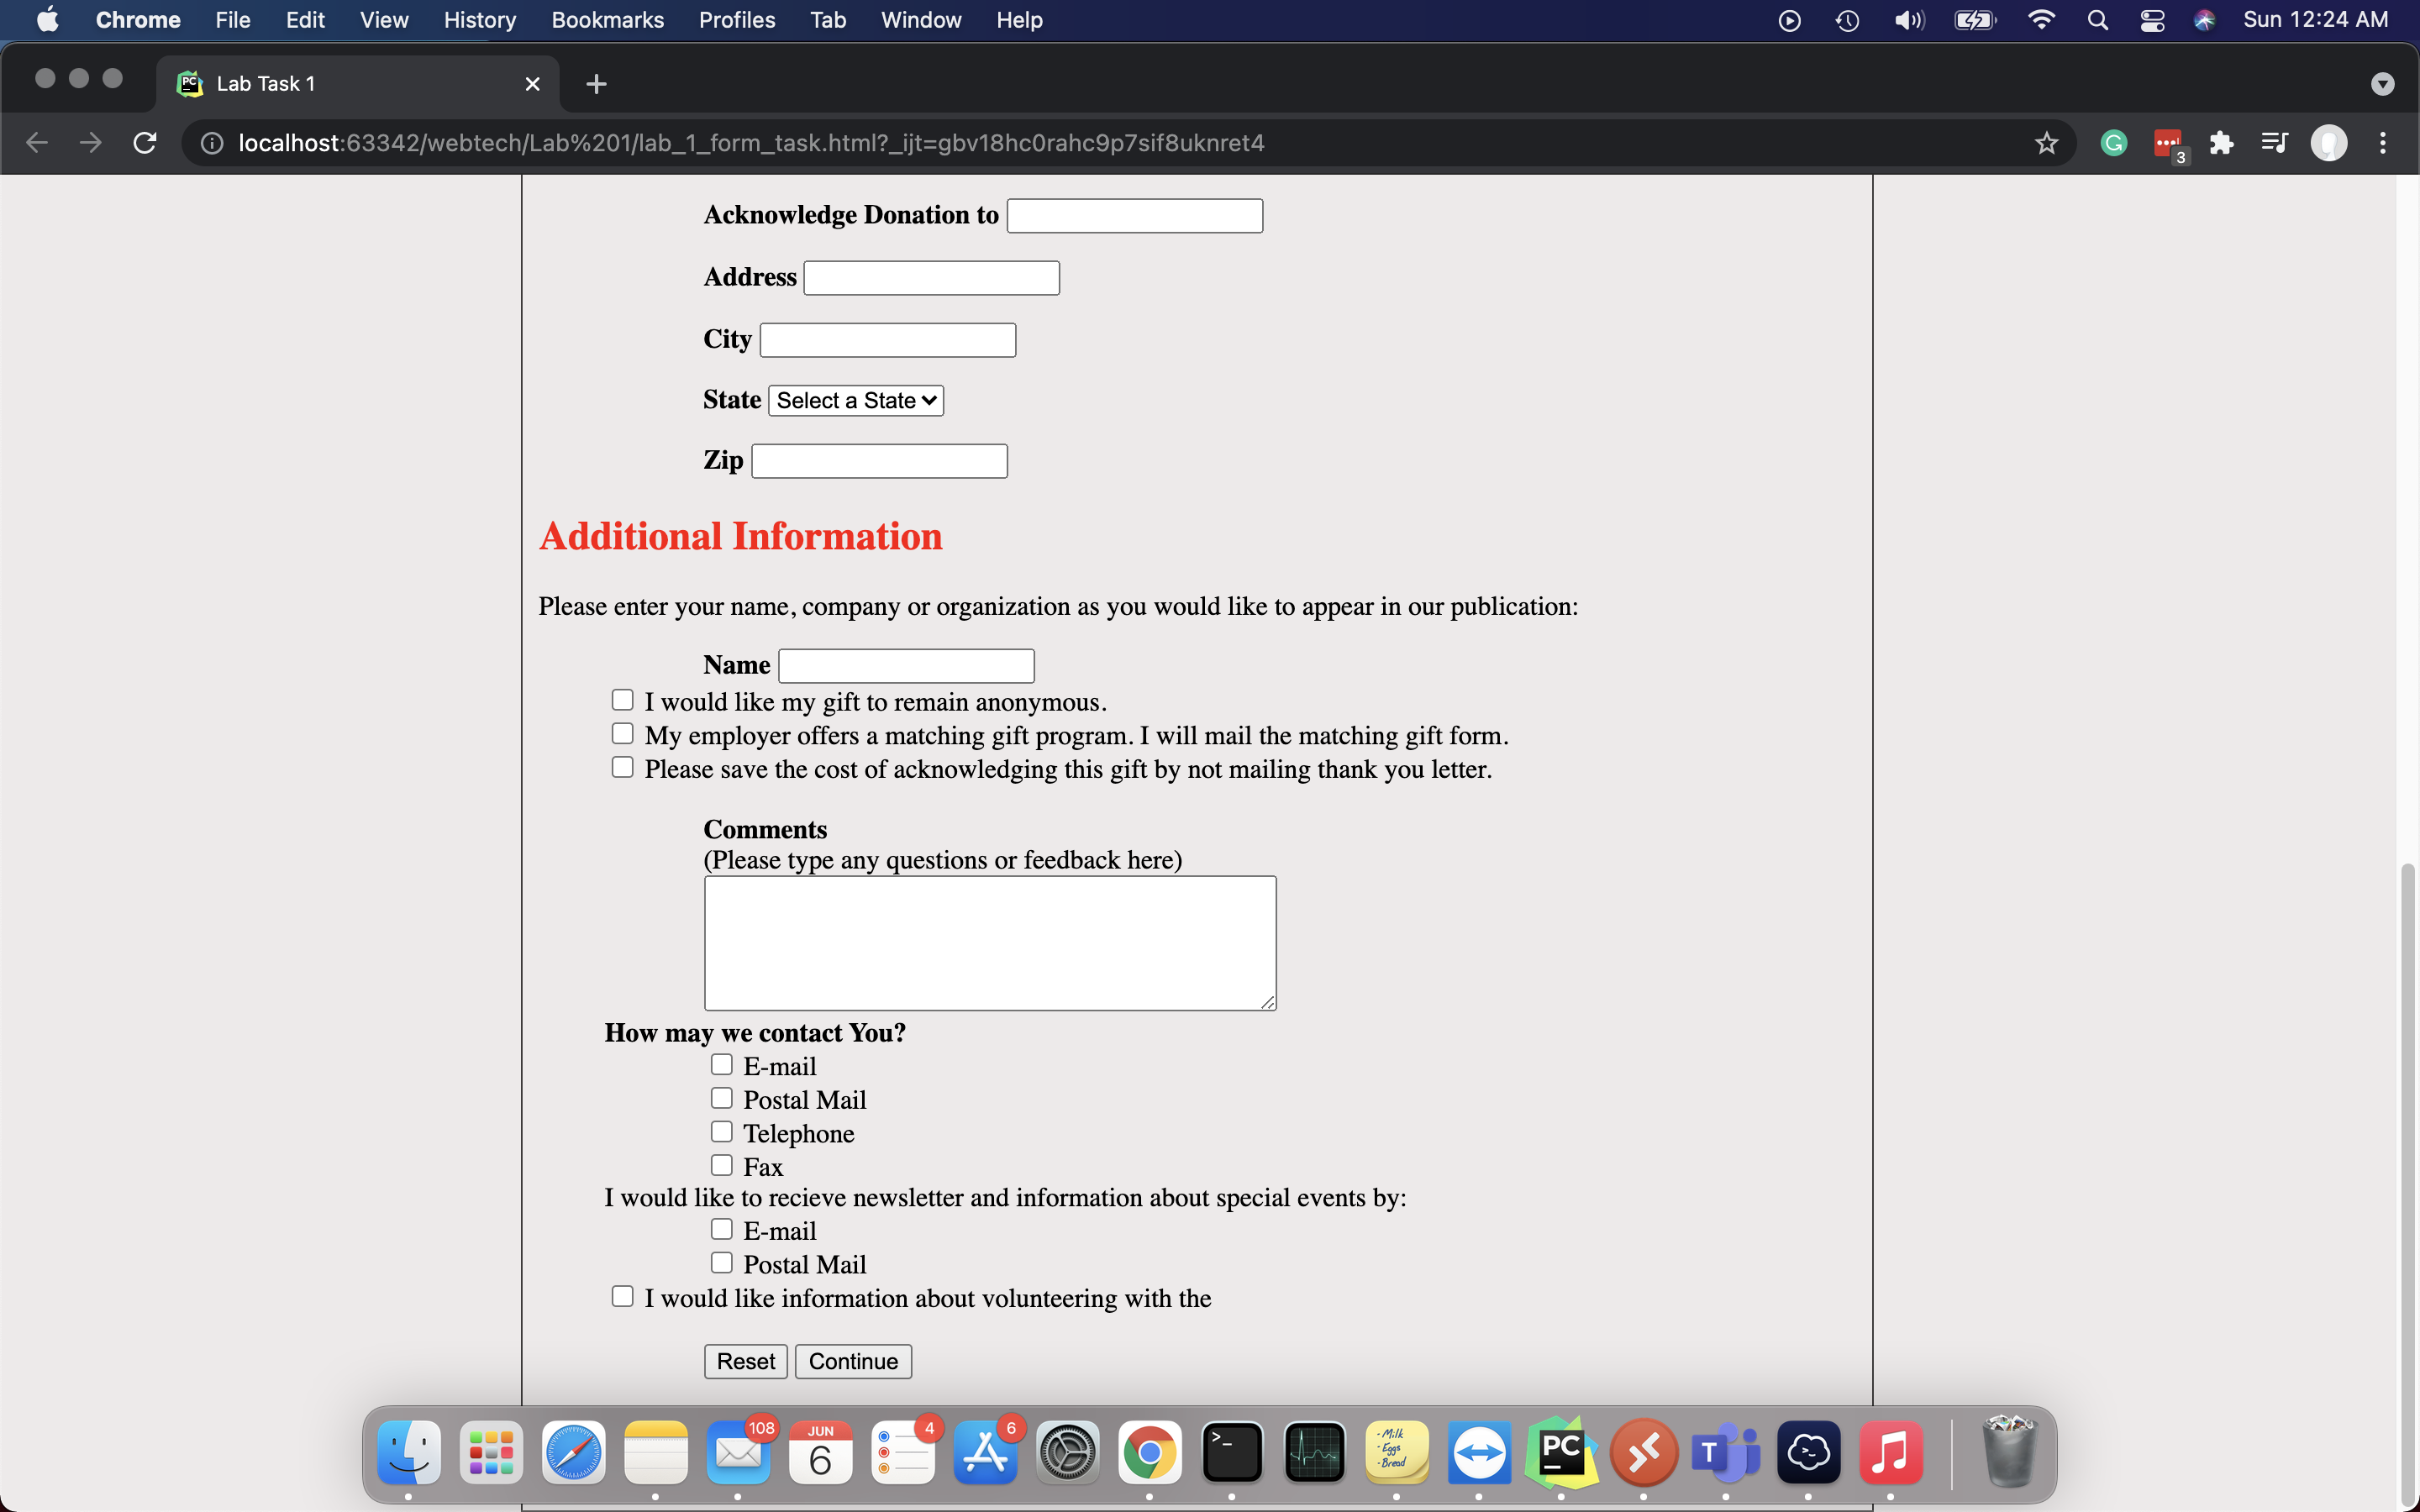 Chrome File Edit View History Bookmarks Profiles Tab Window Help Sun 12:24 AM
PC Lab Task 1
localhost:63342/webtech/Lab%201/lab_1_form_task.html?_ijt=gbv18hc0rahc9p7sif8uknret4 G 3
Acknowledge Donation to
Address
City
State Select a State
Zip
Additional Information
Please enter your name, company or organization as you would like to appear in our publication:
Name
I would like my gift to remain anonymous.
My employer offers a matching gift program. I will mail the matching gift form.
Please save the cost of acknowledging this gift by not mailing thank you letter.
Comments
(Please type any questions or feedback here)
How may we contact You?
E-mail
Postal Mail
Telephone
Fax
I would like to recieve newsletter and information about special events by:
E-mail
Postal Mail
I would like information about volunteering with the
Reset Continue
108 JUN 6 4 6 >_ - Milk - Eggs - Bread PC T >_